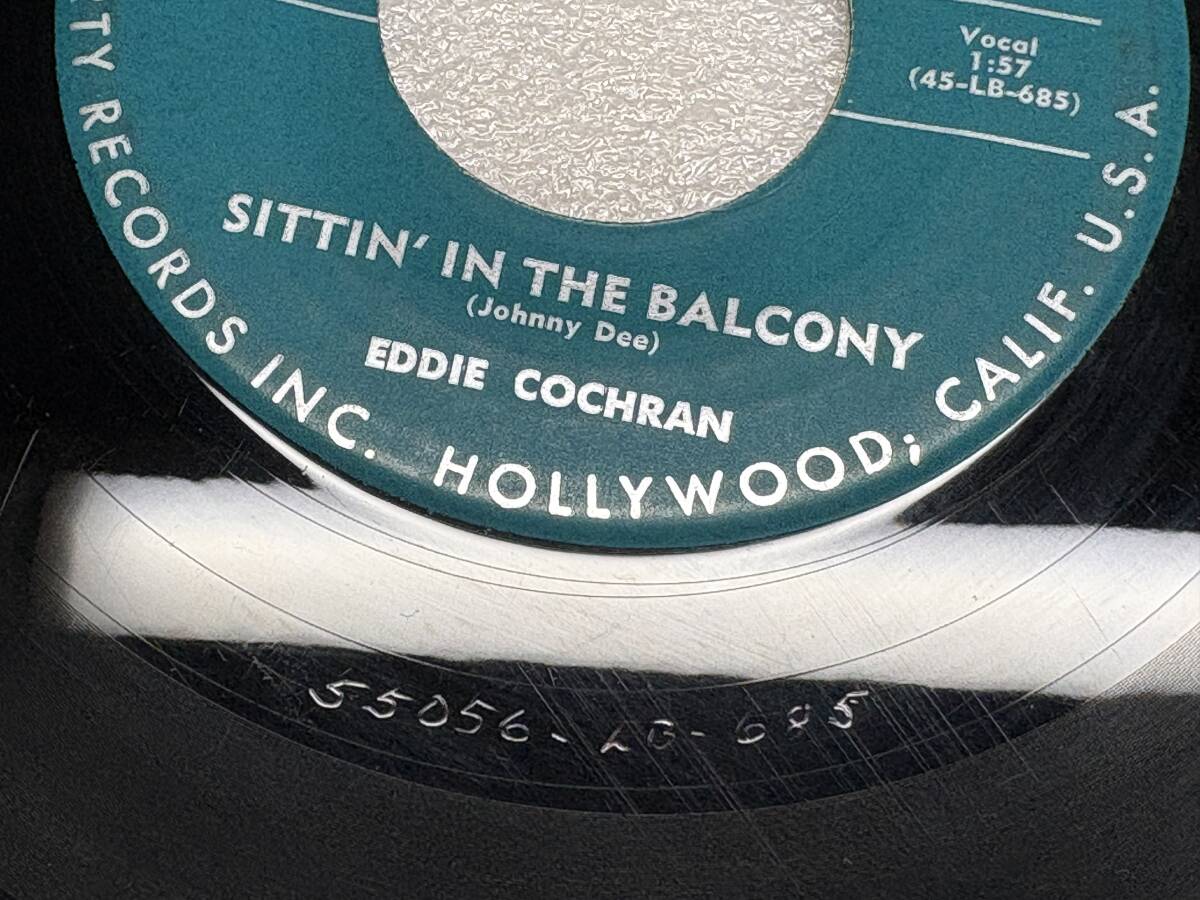 Vocal
1:57
(45-LB-685)
SITTIN' IN THE BALCONY
(Johnny Dee)
EDDIE COCHRAN
RTY RECORDS INC. HOLLYWOOD; CALIF. U.S.A.
55056-LB-685